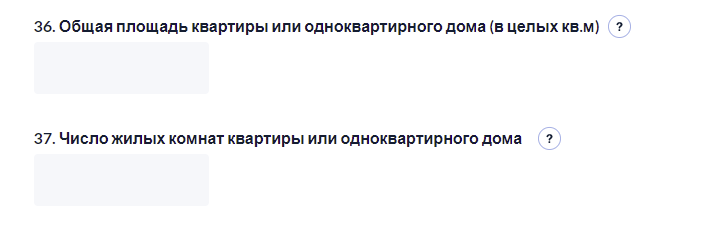 36. Общая площадь квартиры или одноквартирного дома (в целых кв.м) ?
37. Число жилых комнат квартиры или одноквартирного дома ?